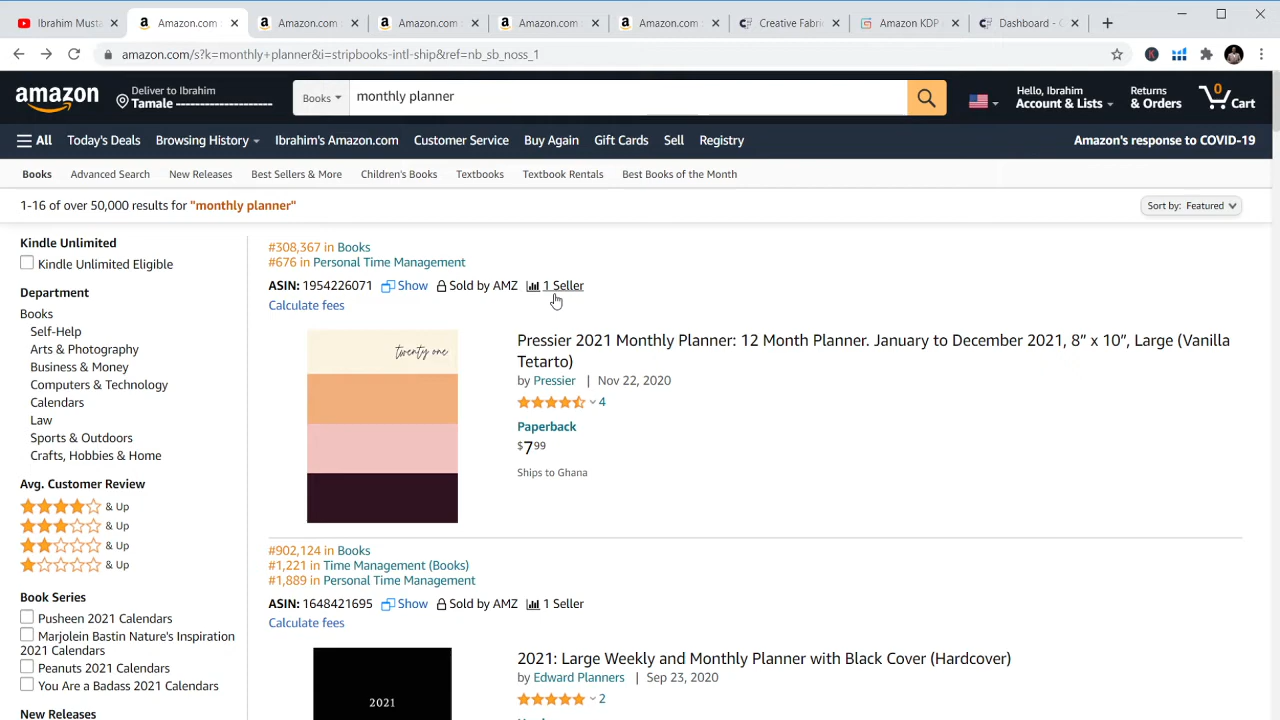 Ibrahim Must
Amazon.com
Amazon.com
Amazon.com
Amazon.com
Amazon.com
Creative Fabric
Amazon KDP
Dashboard - C
amazon.com/s?k=monthly+planner&i=stripbooks-intl-ship&ref=nb_sb_noss_1
amazon
Deliver to Ibrahim
Tamale
Books
monthly planner
Hello, Ibrahim
Account & Lists
Returns
& Orders
0
Cart
All
Today's Deals
Browsing History
Ibrahim's Amazon.com
Customer Service
Buy Again
Gift Cards
Sell
Registry
Amazon's response to COVID-19
Books
Advanced Search
New Releases
Best Sellers & More
Children's Books
Textbooks
Textbook Rentals
Best Books of the Month
1-16 of over 50,000 results for "monthly planner"
Sort by: Featured
Kindle Unlimited
Kindle Unlimited Eligible
Department
Books
Self-Help
Arts & Photography
Business & Money
Computers & Technology
Calendars
Law
Sports & Outdoors
Crafts, Hobbies & Home
Avg. Customer Review
& Up
& Up
& Up
& Up
Book Series
Pusheen 2021 Calendars
Marjolein Bastin Nature's Inspiration
2021 Calendars
Peanuts 2021 Calendars
You Are a Badass 2021 Calendars
New Releases
#308,367 in Books
#676 in Personal Time Management
ASIN: 1954226071 Show Sold by AMZ 1 Seller
Calculate fees
twenty one
Pressier 2021 Monthly Planner: 12 Month Planner. January to December 2021, 8” x 10”, Large (Vanilla
Tetarto)
by Pressier | Nov 22, 2020
4
Paperback
$7 99
Ships to Ghana
#902,124 in Books
#1,221 in Time Management (Books)
#1,889 in Personal Time Management
ASIN: 1648421695 Show Sold by AMZ 1 Seller
Calculate fees
2021
2021: Large Weekly and Monthly Planner with Black Cover (Hardcover)
by Edward Planners | Sep 23, 2020
2